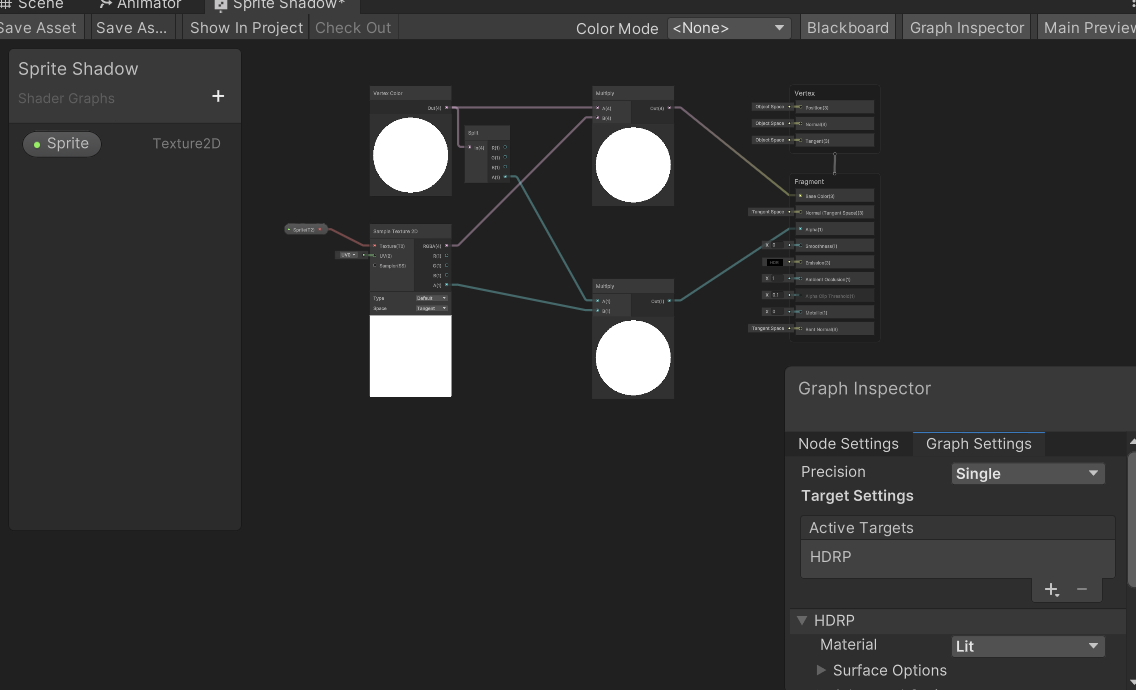 Scene Animator Sprite Shadow*
Save Asset Save As... Show In Project Check Out Color Mode <None> Blackboard Graph Inspector Main Preview
Sprite Shadow
Shader Graphs +
Sprite Texture2D
Vertex Color
Out(4)
Split
In(4) R(1)
G(1)
B(1)
A(1)
Multiply
A(4) Out(4)
B(4)
Vertex
Object Space Position(3)
Object Space Normal(3)
Object Space Tangent(3)
Fragment
Base Color(3)
Tangent Space Normal (Tangent Space)(3)
Alpha(1)
X Smoothness(1)
HDR Emission(3)
X 1 Ambient Occlusion(1)
X 0.1 Alpha Clip Threshold(1)
X 0 Metallic(1)
Tangent Space Bent Normal(3)
Sprite(T2)
UV0
Sample Texture 2D
Texture(T2) RGBA(4)
UV(2) R(1)
Sampler(SS) G(1)
B(1)
A(1)
Type Default
Space Tangent
Multiply
A(1) Out(1)
B(1)
Graph Inspector
Node Settings Graph Settings
Precision Single
Target Settings
Active Targets
HDRP
+ −
HDRP
Material Lit
Surface Options